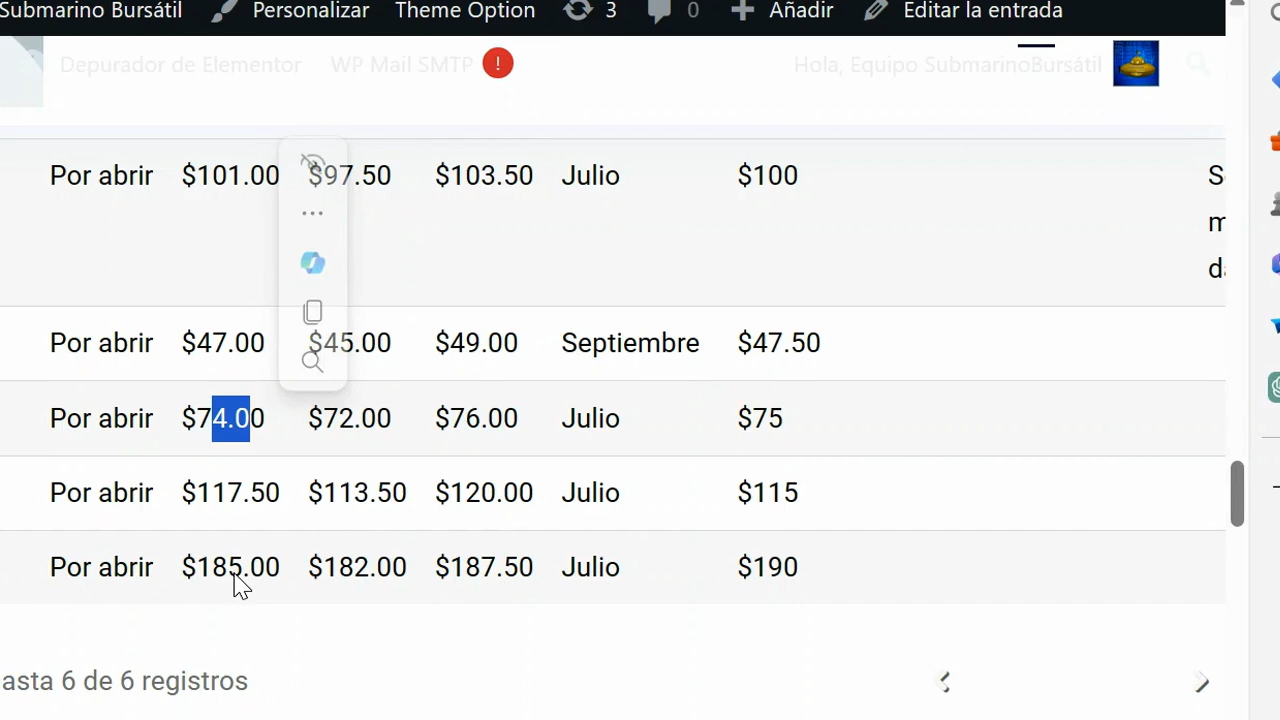 Submarino Bursátil Personalizar Theme Option 3 0 Añadir Editar la entrada
Depurador de Elementor WP Mail SMTP ! Hola, Equipo SubmarinoBursátil
Por abrir $101.00 $97.50 $103.50 Julio $100
Por abrir $47.00 $45.00 $49.00 Septiembre $47.50
Por abrir $74.00 $72.00 $76.00 Julio $75
Por abrir $117.50 $113.50 $120.00 Julio $115
Por abrir $185.00 $182.00 $187.50 Julio $190
asta 6 de 6 registros